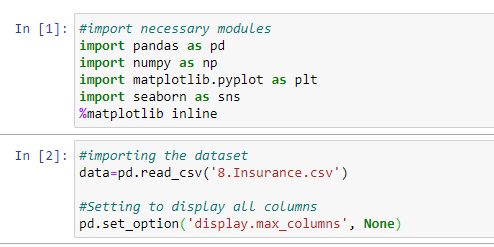 In [1]: #import necessary modules
import pandas as pd
import numpy as np
import matplotlib.pyplot as plt
import seaborn as sns
%matplotlib inline
In [2]: #importing the dataset
data=pd.read_csv('8.Insurance.csv')
#Setting to display all columns
pd.set_option('display.max_columns', None)